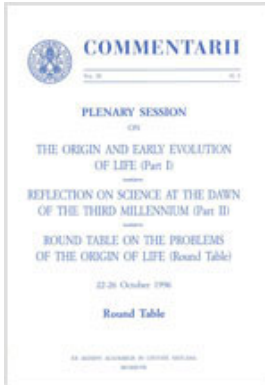 COMMENTARII
PLENARY SESSION
ON
THE ORIGIN AND EARLY EVOLUTION
OF LIFE (Part I)
REFLECTION ON SCIENCE AT THE DAWN
OF THE THIRD MILLENNIUM (Part II)
ROUND TABLE ON THE PROBLEMS
OF THE ORIGIN OF LIFE (Round Table)
22-26 October 1996
Round Table